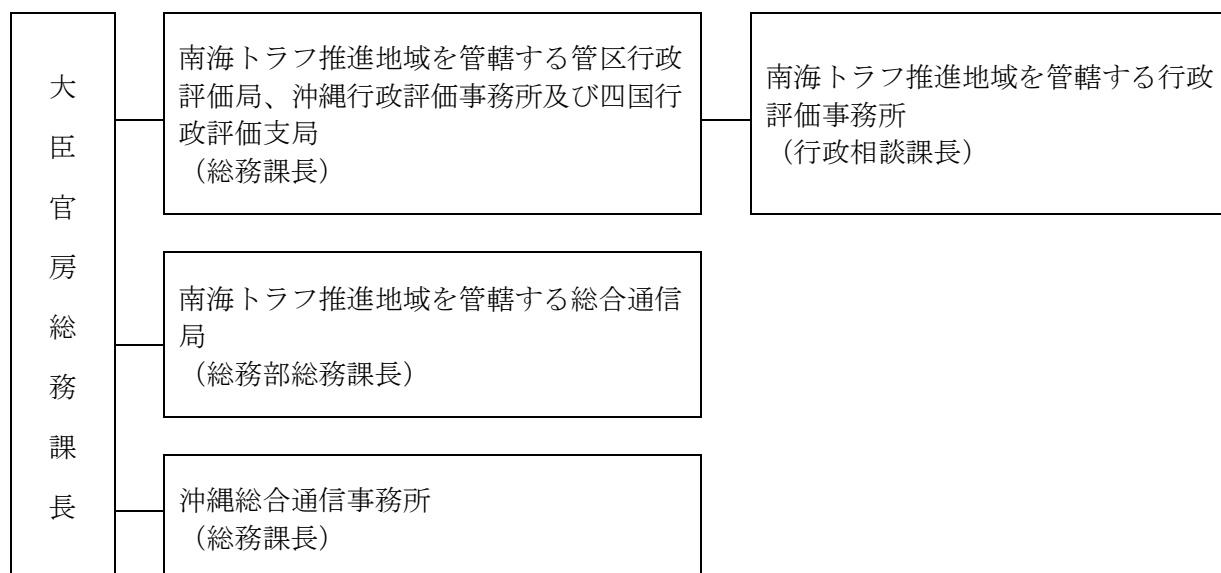 大臣官房総務課長
南海トラフ推進地域を管轄する管区行政
評価局、沖縄行政評価事務所及び四国行
政評価支局
（総務課長）
南海トラフ推進地域を管轄する行政
評価事務所
（行政相談課長）
南海トラフ推進地域を管轄する総合通信
局
（総務部総務課長）
沖縄総合通信事務所
（総務課長）